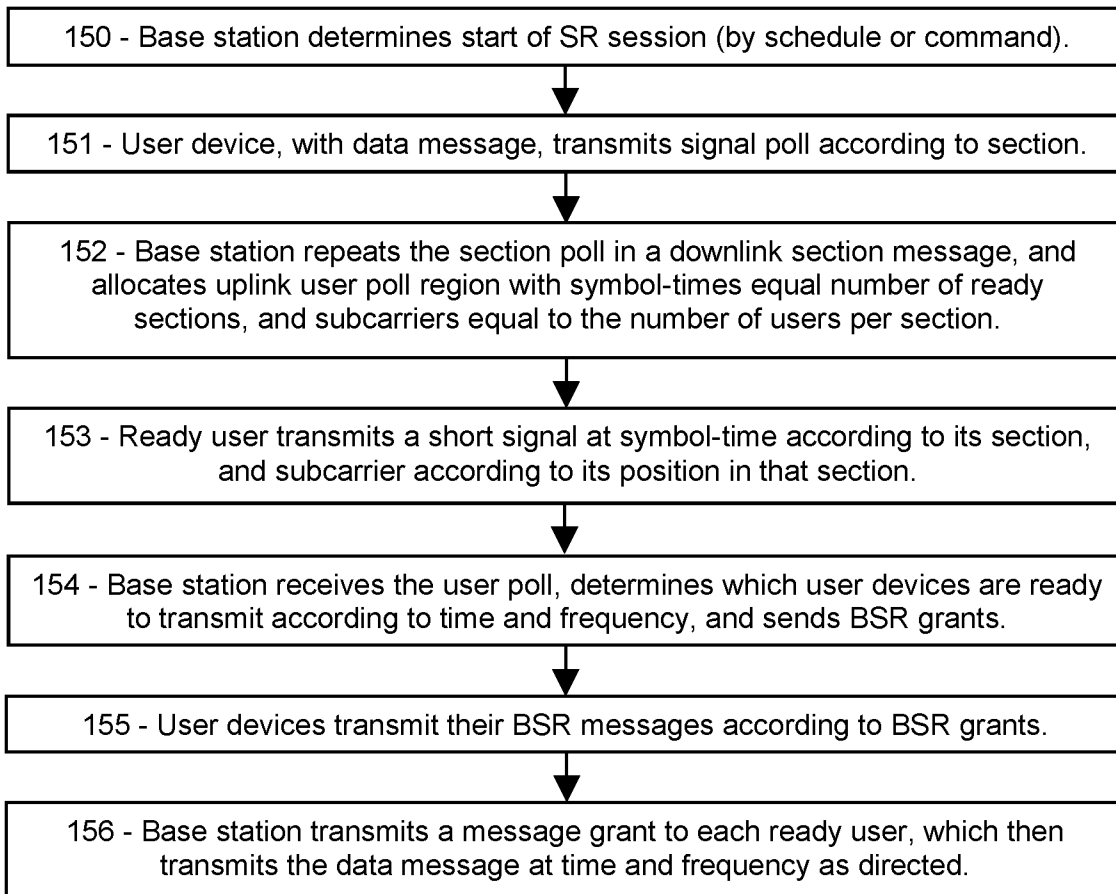 150 - Base station determines start of SR session (by schedule or command).
151 - User device, with data message, transmits signal poll according to section.
152 - Base station repeats the section poll in a downlink section message, and
allocates uplink user poll region with symbol-times equal number of ready
sections, and subcarriers equal to the number of users per section.
153 - Ready user transmits a short signal at symbol-time according to its section,
and subcarrier according to its position in that section.
154 - Base station receives the user poll, determines which user devices are ready
to transmit according to time and frequency, and sends BSR grants.
155 - User devices transmit their BSR messages according to BSR grants.
156 - Base station transmits a message grant to each ready user, which then
transmits the data message at time and frequency as directed.